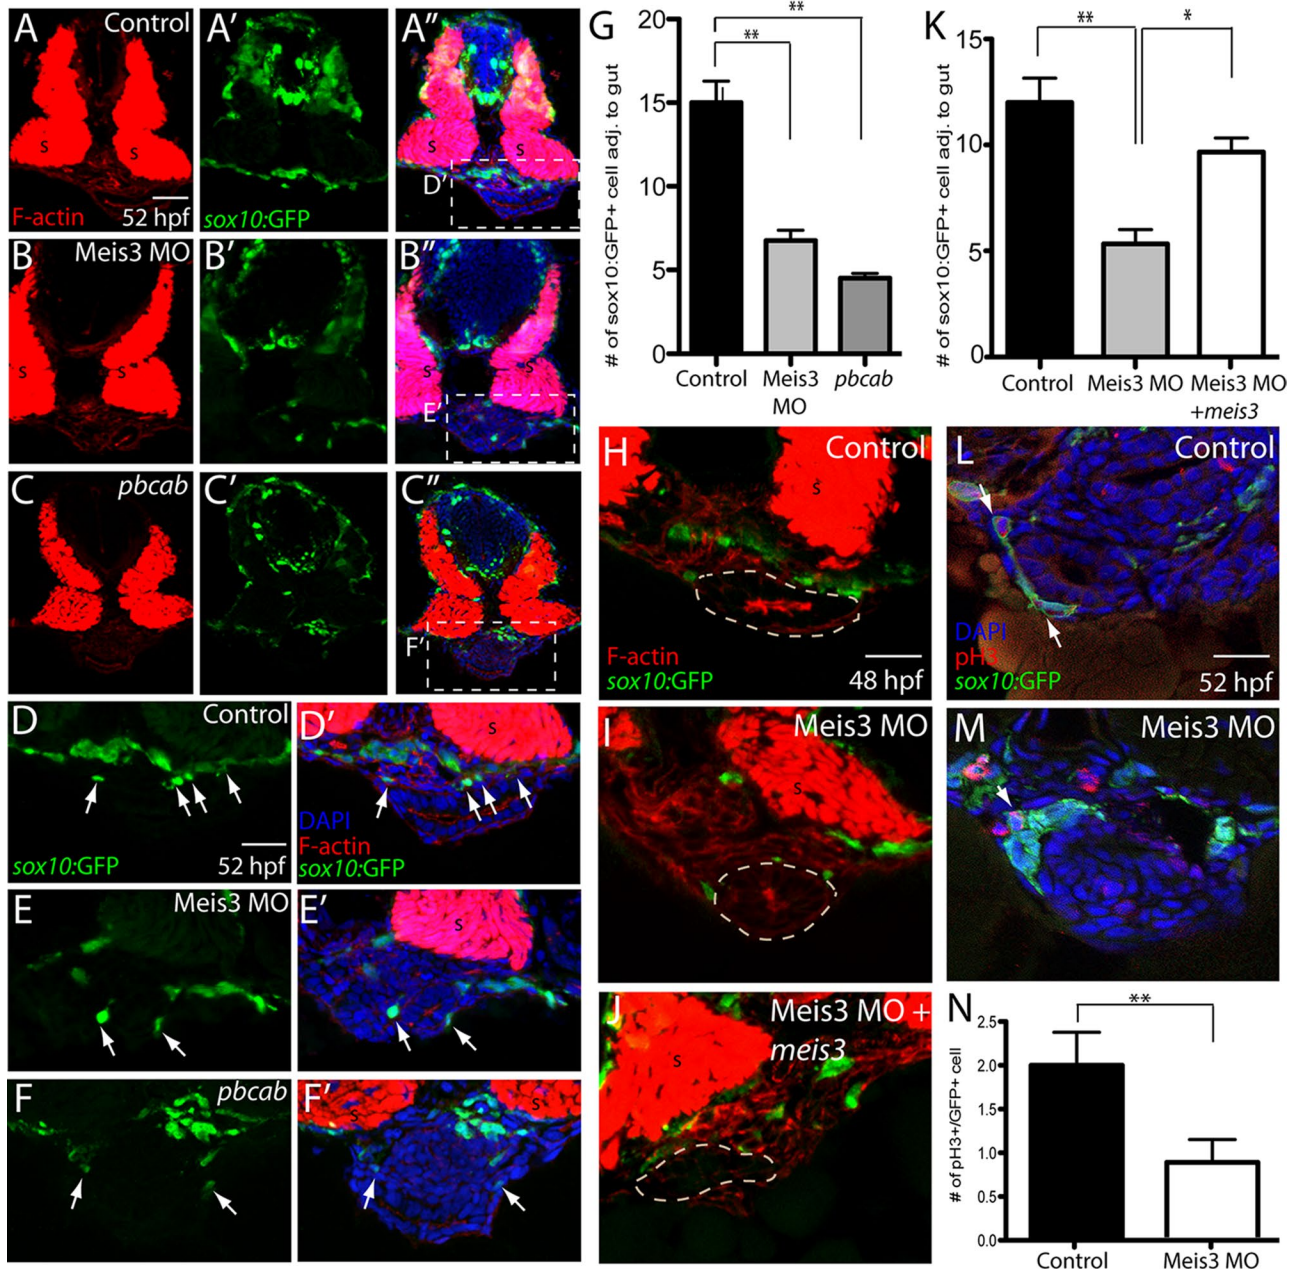 A Control
s
s
F-actin 52 hpf
A′
sox10:GFP
A″
s
s
D′
B Meis3 MO
s
s
B′
B″
s
E′
C pbcab
C′
C″
F′
D Control
sox10:GFP 52 hpf
D′
s
DAPI
F-actin
sox10:GFP
E Meis3 MO
E′
s
F pbcab
F′
s
s
G
**
**
# of sox10:GFP+ cell adj. to gut
20
15
10
5
0
Control
Meis3
MO
pbcab
K
**
*
# of sox10:GFP+ cell adj. to gut
15
10
5
0
Control
Meis3 MO
Meis3 MO
+meis3
H Control
s
F-actin
sox10:GFP
48 hpf
I Meis3 MO
s
J Meis3 MO +
meis3
s
L Control
DAPI
pH3
sox10:GFP
52 hpf
M Meis3 MO
N
**
# of pH3+/GFP+ cell
2.5
2.0
1.5
1.0
0.5
0.0
Control
Meis3 MO